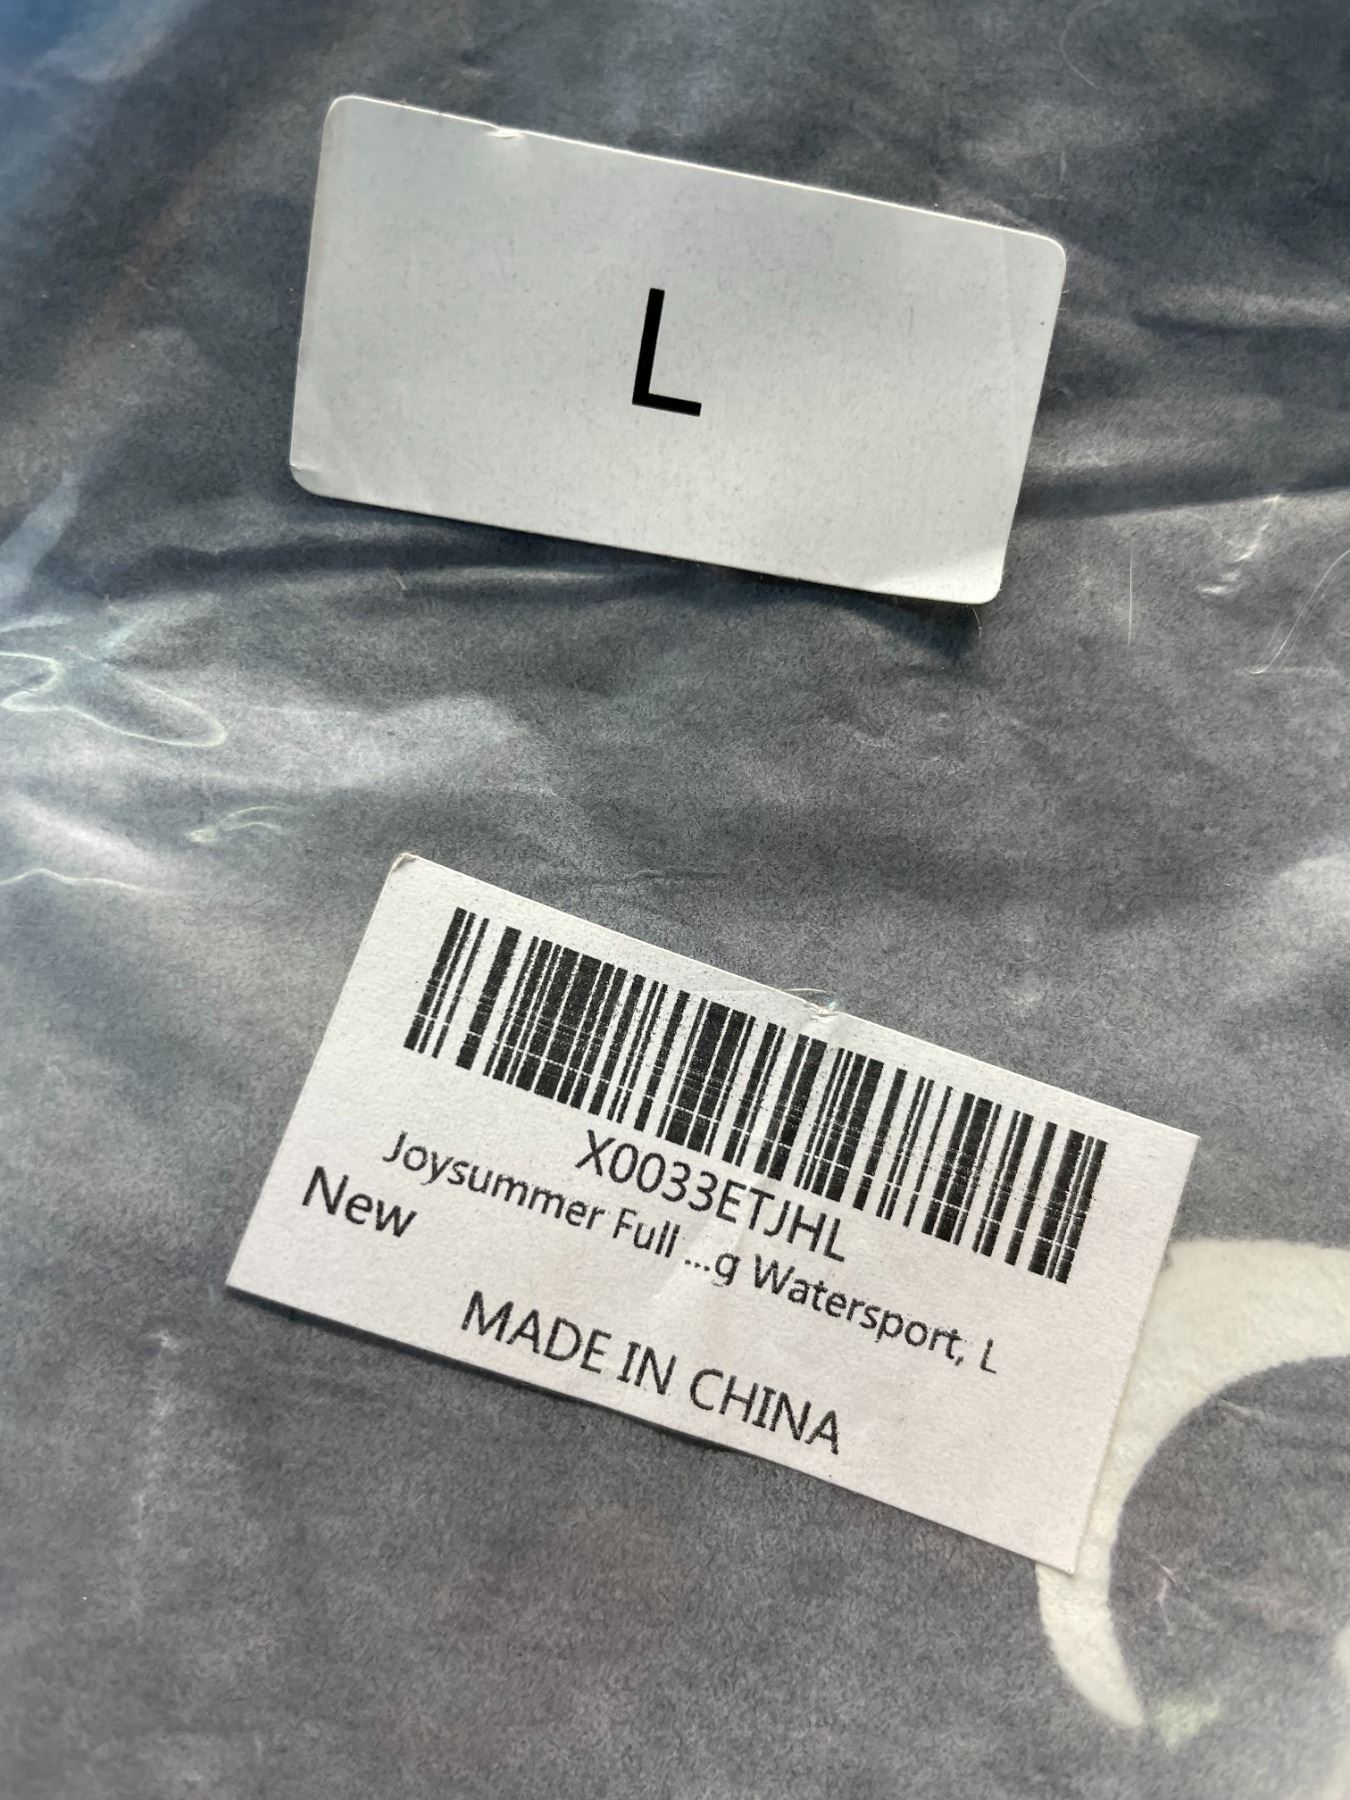 L
X0033ETJHL
Joysummer Full ...g Watersport, L
New
MADE IN CHINA